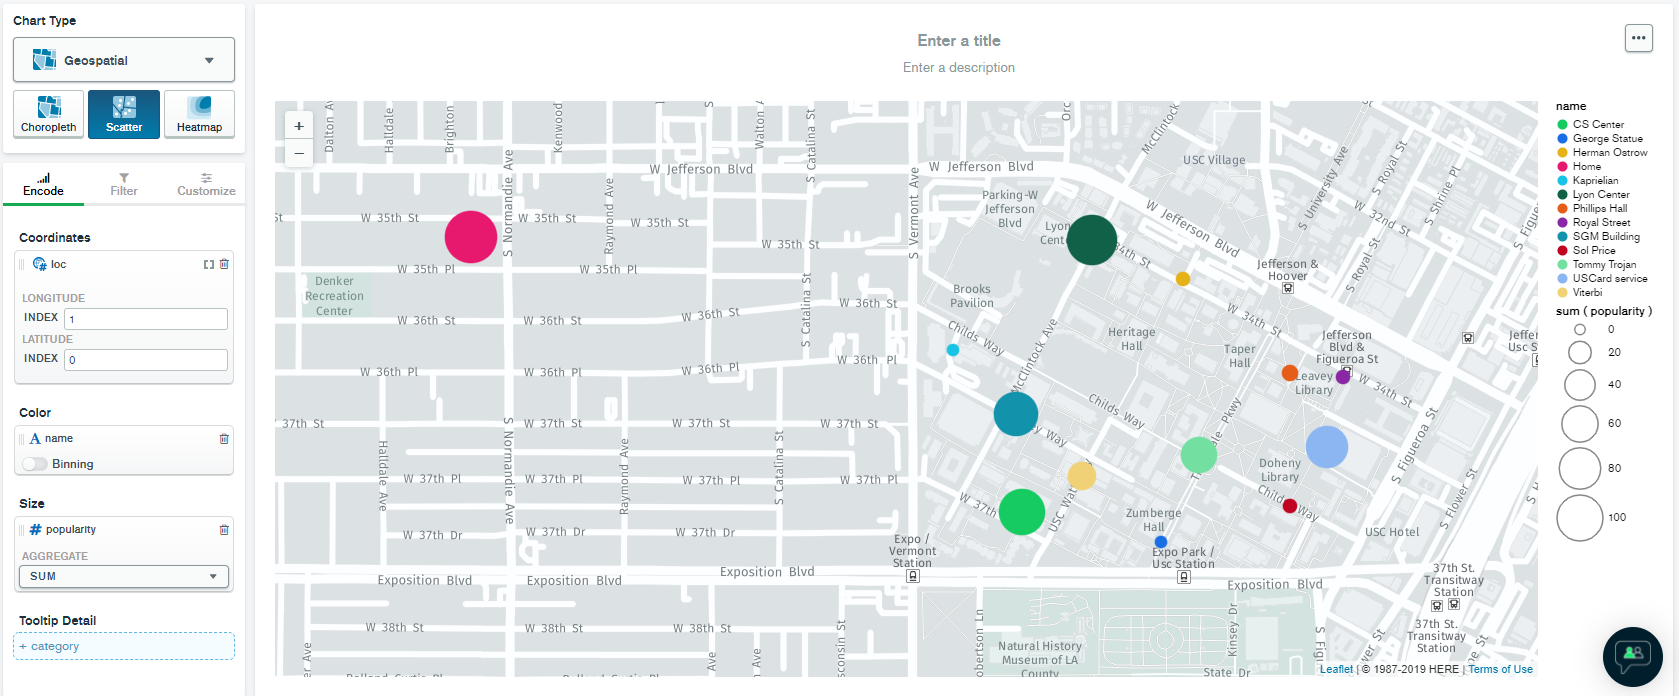 Chart Type
Geospatial
Choropleth
Scatter
Heatmap
Encode
Filter
Customize
Coordinates
loc
LONGITUDE
INDEX 1
LATITUDE
INDEX 0
Color
name
Binning
Size
popularity
AGGREGATE
SUM
Tooltip Detail
+ category
Enter a title
Enter a description
+
−
Halldale
Brighton
Kenwood
S Catalina St
McClintock
W Jefferson Blvd
W Jefferson Blvd
USC Village
S Normandie Ave
Raymond Ave
S Vermont Ave
Parking-W
Jefferson
Blvd
S University Ave
S Royal St
S Shrine Pl
W 32nd St
W 35th St
W 35th St
W 35th St
W 35th St
Lyon
W Jefferson Blvd
34th St
W 35th Pl
W 35th Pl
Jefferson &
Hoover
S Royal St
Denker
Recreation
Center
S Catalina St
Brooks
Pavilion
W 36th St
W 36th St
W 36th St
W 36th St
Childs Way
McClintock Ave
Heritage
Hall
W 34th St
Taper
Hall
Jefferson
Blvd &
Figueroa St
W 36th Pl
W 36th Pl
W 36th Pl
W 36th Pl
Leavey
Library
W 34th St
Childs Way
37th St
W 37th St
W 37th St
W 37th St
Way
Pkwy
S Figueroa St
Halldale Ave
S Normandie Ave
Raymond Ave
S Catalina St
W 37th Pl
W 37th Pl
W 37th Pl
W 37th Pl
Doheny
Library
S Flower St
W 37th
Zumberge
Hall
Way
USC Hotel
W 37th Dr
W 37th Dr
W 37th Dr
Expo /
Vermont
Station
Expo Park /
Usc Station
Exposition Blvd
Exposition Blvd
Exposition Blvd
Exposition Blvd
37th St.
Transitway
Station
W 38th St
W 38th St
W 38th St
Kinsey Dr
37th St.
Transitway
Station
Natural History
Museum of LA
County
State Dr
Leaflet | © 1987-2019 HERE | Terms of Use
name
CS Center
George Statue
Herman Ostrow
Home
Kaprielian
Lyon Center
Phillips Hall
Royal Street
SGM Building
Sol Price
Tommy Trojan
USCard service
Viterbi
sum ( popularity )
0
20
40
60
80
100